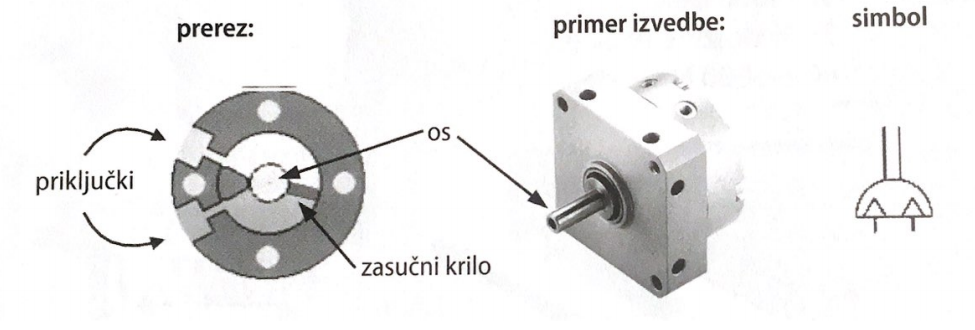 prerez:
primer izvedbe:
simbol
priključki
os
zasučni krilo